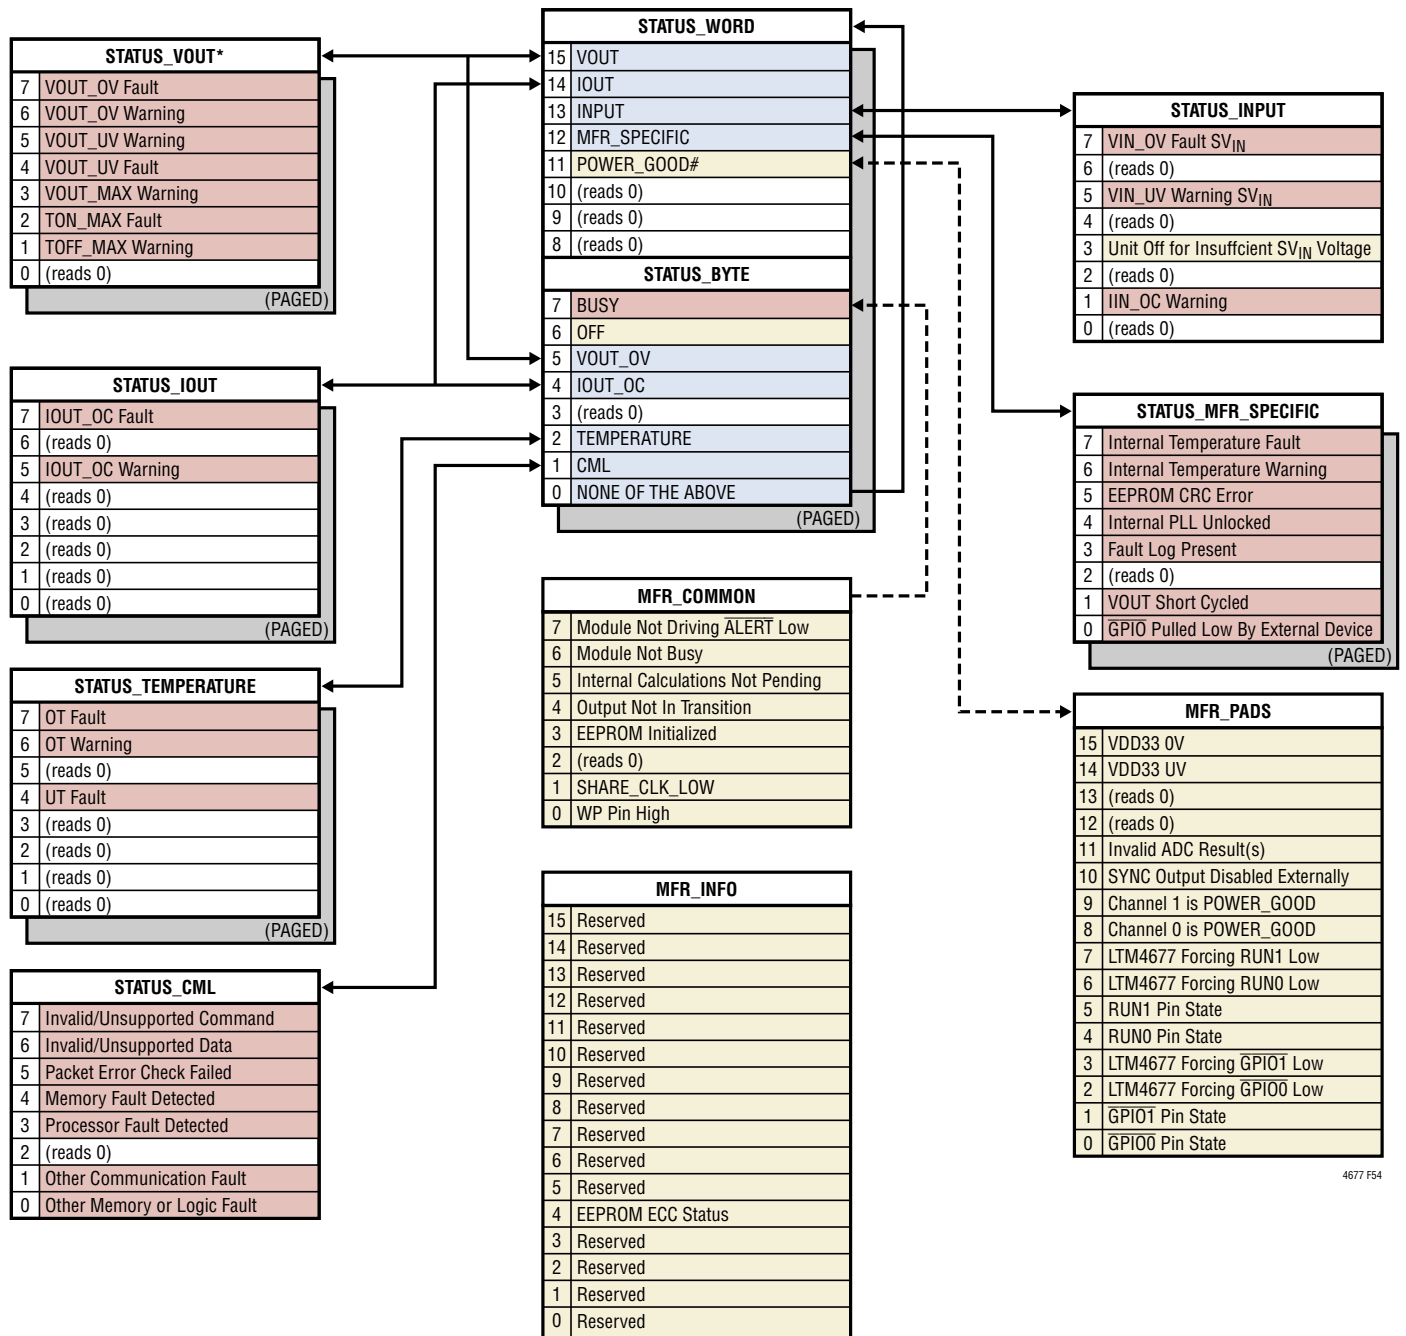 STATUS_VOUT*
7 VOUT_OV Fault
6 VOUT_OV Warning
5 VOUT_UV Warning
4 VOUT_UV Fault
3 VOUT_MAX Warning
2 TON_MAX Fault
1 TOFF_MAX Warning
0 (reads 0)
(PAGED)
STATUS_IOUT
7 IOUT_OC Fault
6 (reads 0)
5 IOUT_OC Warning
4 (reads 0)
3 (reads 0)
2 (reads 0)
1 (reads 0)
0 (reads 0)
(PAGED)
STATUS_TEMPERATURE
7 OT Fault
6 OT Warning
5 (reads 0)
4 UT Fault
3 (reads 0)
2 (reads 0)
1 (reads 0)
0 (reads 0)
(PAGED)
STATUS_CML
7 Invalid/Unsupported Command
6 Invalid/Unsupported Data
5 Packet Error Check Failed
4 Memory Fault Detected
3 Processor Fault Detected
2 (reads 0)
1 Other Communication Fault
0 Other Memory or Logic Fault
STATUS_WORD
15 VOUT
14 IOUT
13 INPUT
12 MFR_SPECIFIC
11 POWER_GOOD#
10 (reads 0)
9 (reads 0)
8 (reads 0)
STATUS_BYTE
7 BUSY
6 OFF
5 VOUT_OV
4 IOUT_OC
3 (reads 0)
2 TEMPERATURE
1 CML
0 NONE OF THE ABOVE
(PAGED)
MFR_COMMON
7 Module Not Driving ALERT Low
6 Module Not Busy
5 Internal Calculations Not Pending
4 Output Not In Transition
3 EEPROM Initialized
2 (reads 0)
1 SHARE_CLK_LOW
0 WP Pin High
MFR_INFO
15 Reserved
14 Reserved
13 Reserved
12 Reserved
11 Reserved
10 Reserved
9 Reserved
8 Reserved
7 Reserved
6 Reserved
5 Reserved
4 EEPROM ECC Status
3 Reserved
2 Reserved
1 Reserved
0 Reserved
STATUS_INPUT
7 VIN_OV Fault SVIN
6 (reads 0)
5 VIN_UV Warning SVIN
4 (reads 0)
3 Unit Off for Insuffcient SVIN Voltage
2 (reads 0)
1 IIN_OC Warning
0 (reads 0)
STATUS_MFR_SPECIFIC
7 Internal Temperature Fault
6 Internal Temperature Warning
5 EEPROM CRC Error
4 Internal PLL Unlocked
3 Fault Log Present
2 (reads 0)
1 VOUT Short Cycled
0 GPIO Pulled Low By External Device
(PAGED)
MFR_PADS
15 VDD33 0V
14 VDD33 UV
13 (reads 0)
12 (reads 0)
11 Invalid ADC Result(s)
10 SYNC Output Disabled Externally
9 Channel 1 is POWER_GOOD
8 Channel 0 is POWER_GOOD
7 LTM4677 Forcing RUN1 Low
6 LTM4677 Forcing RUN0 Low
5 RUN1 Pin State
4 RUN0 Pin State
3 LTM4677 Forcing GPIO1 Low
2 LTM4677 Forcing GPIO0 Low
1 GPIO1 Pin State
0 GPIO0 Pin State
4677 F54